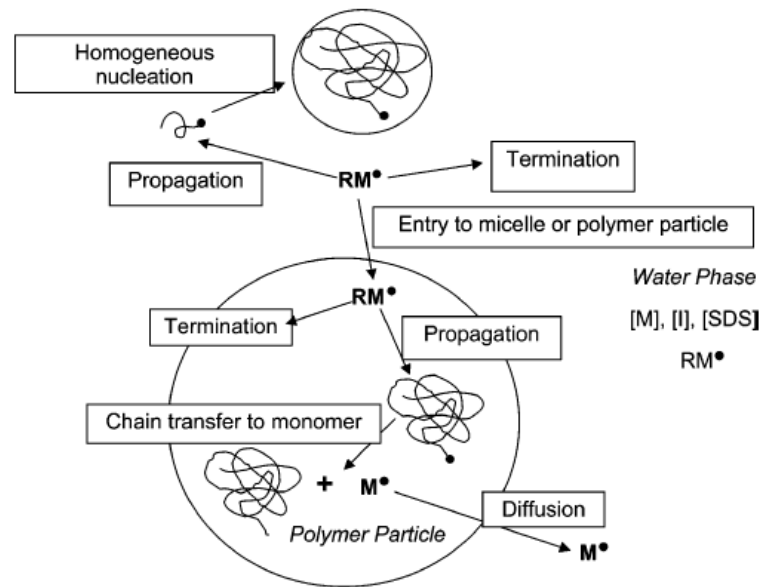 Homogeneous
nucleation
Propagation
RM●
Termination
Entry to micelle or polymer particle
Water Phase
[M], [I], [SDS]
RM●
RM●
Termination
Propagation
Chain transfer to monomer
+ M●
Polymer Particle
Diffusion
M●